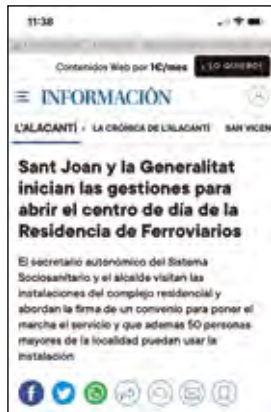 11:38
Contenidos Web por 1€/mes ¡LO QUIERO!
INFORMACIÓN
L'ALACANTÍ LA CRÓNICA DE L'ALACANTÍ SAN VICEN
Sant Joan y la Generalitat
inician las gestiones para
abrir el centro de día de la
Residencia de Ferroviarios
El secretario autonómico del Sistema
Sociosanitario y el alcalde visitan las
instalaciones del complejo residencial y
abordan la firma de un convenio para poner el
marcha el servicio y que ademas 50 personas
mayores de la localidad puedan usar la
instalación